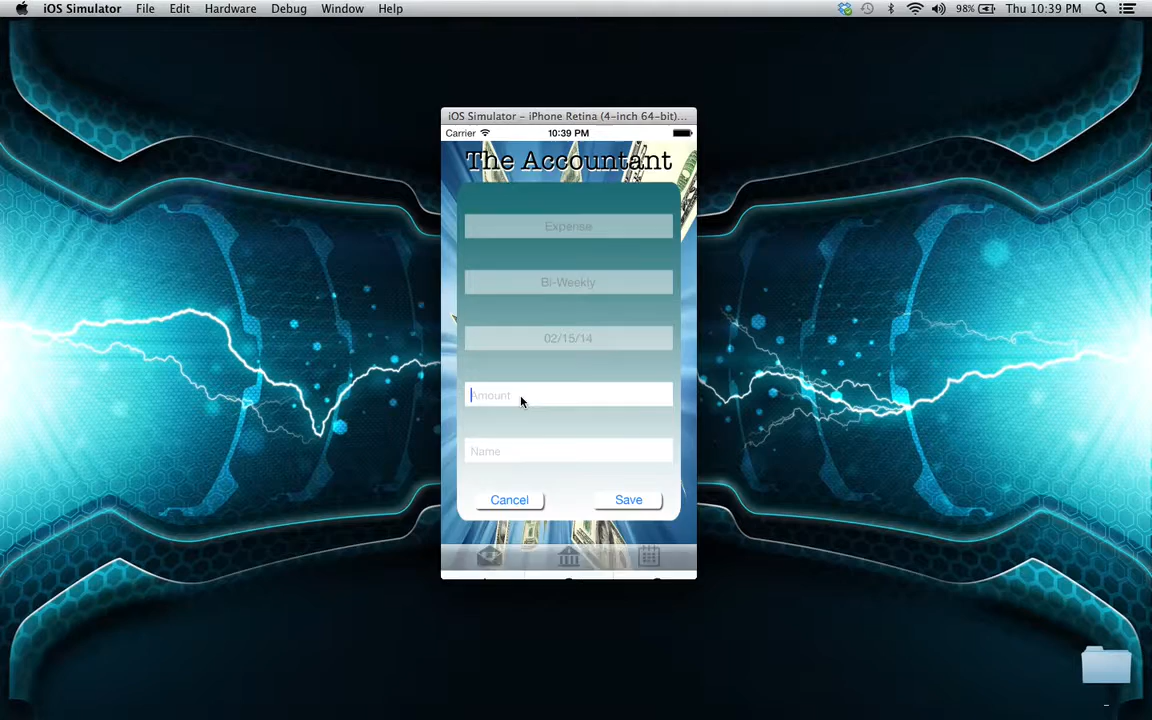 iOS Simulator File Edit Hardware Debug Window Help 98% Thu 10:39 PM
iOS Simulator – iPhone Retina (4-inch 64-bit)...
Carrier 10:39 PM
The Accountant
Expense
Bi-Weekly
02/15/14
Amount
Name
Cancel Save